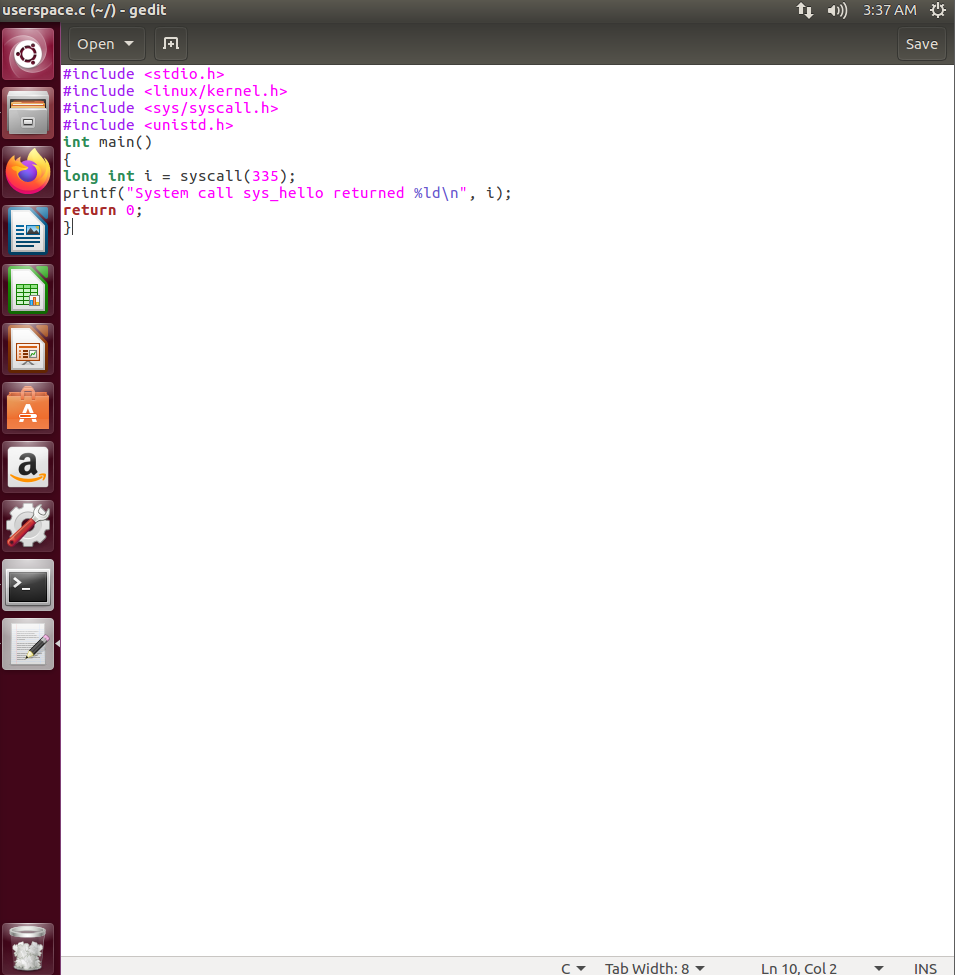 userspace.c (~/) - gedit
3:37 AM
Open
Save
#include <stdio.h>
#include <linux/kernel.h>
#include <sys/syscall.h>
#include <unistd.h>
int main()
{
long int i = syscall(335);
printf("System call sys_hello returned %ld\n", i);
return 0;
}
C
Tab Width: 8
Ln 10, Col 2
INS